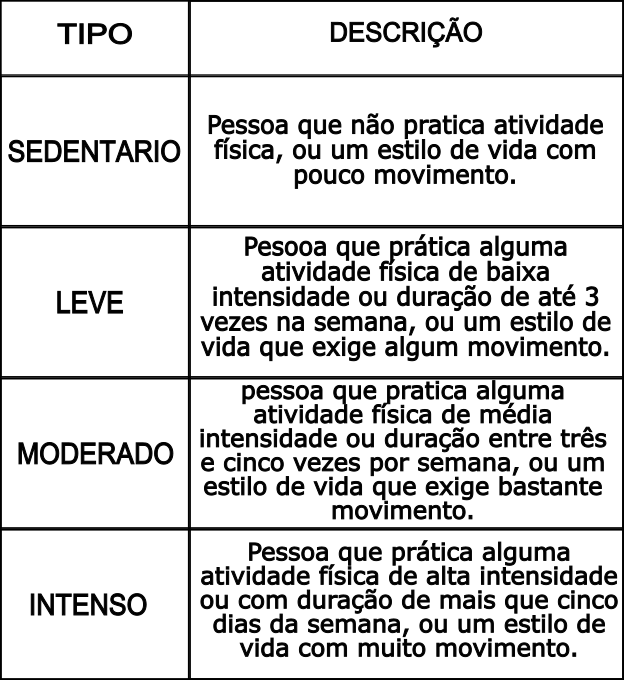 TIPO
DESCRIÇÃO
SEDENTARIO
Pessoa que não pratica atividade
física, ou um estilo de vida com
pouco movimento.
LEVE
Pesooa que prática alguma
atividade física de baixa
intensidade ou duração de até 3
vezes na semana, ou um estilo de
vida que exige algum movimento.
MODERADO
pessoa que pratica alguma
atividade física de média
intensidade ou duração entre três
e cinco vezes por semana, ou um
estilo de vida que exige bastante
movimento.
INTENSO
Pessoa que prática alguma
atividade física de alta intensidade
ou com duração de mais que cinco
dias da semana, ou um estilo de
vida com muito movimento.